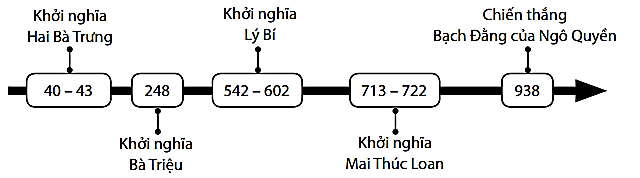 Khởi nghĩa
Hai Bà Trưng
Khởi nghĩa
Lý Bí
Chiến thắng
Bạch Đằng của Ngô Quyền
40 – 43
248
542 – 602
713 – 722
938
Khởi nghĩa
Bà Triệu
Khởi nghĩa
Mai Thúc Loan